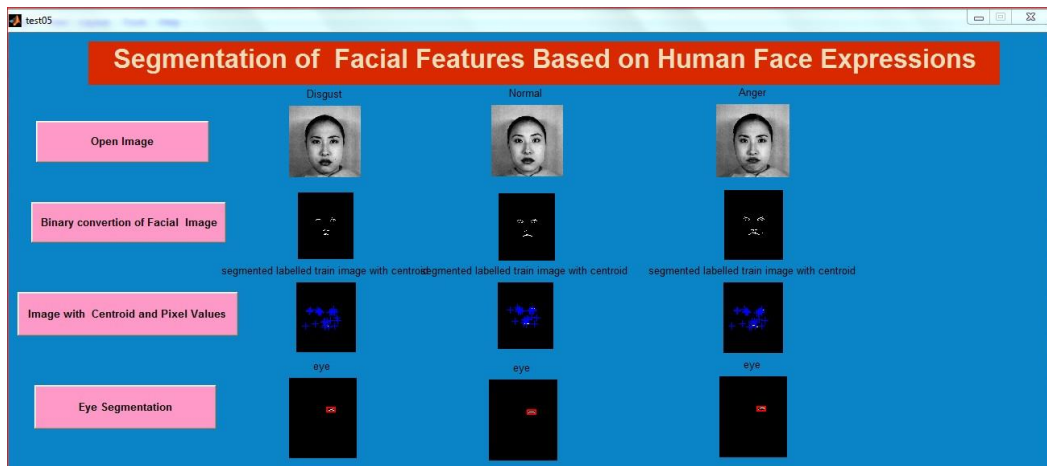 test05
Segmentation of Facial Features Based on Human Face Expressions
Disgust Normal Anger
Open Image
Binary convertion of Facial Image
segmented labelled train image with centroid segmented labelled train image with centroid segmented labelled train image with centroid
Image with Centroid and Pixel Values
eye eye eye
Eye Segmentation